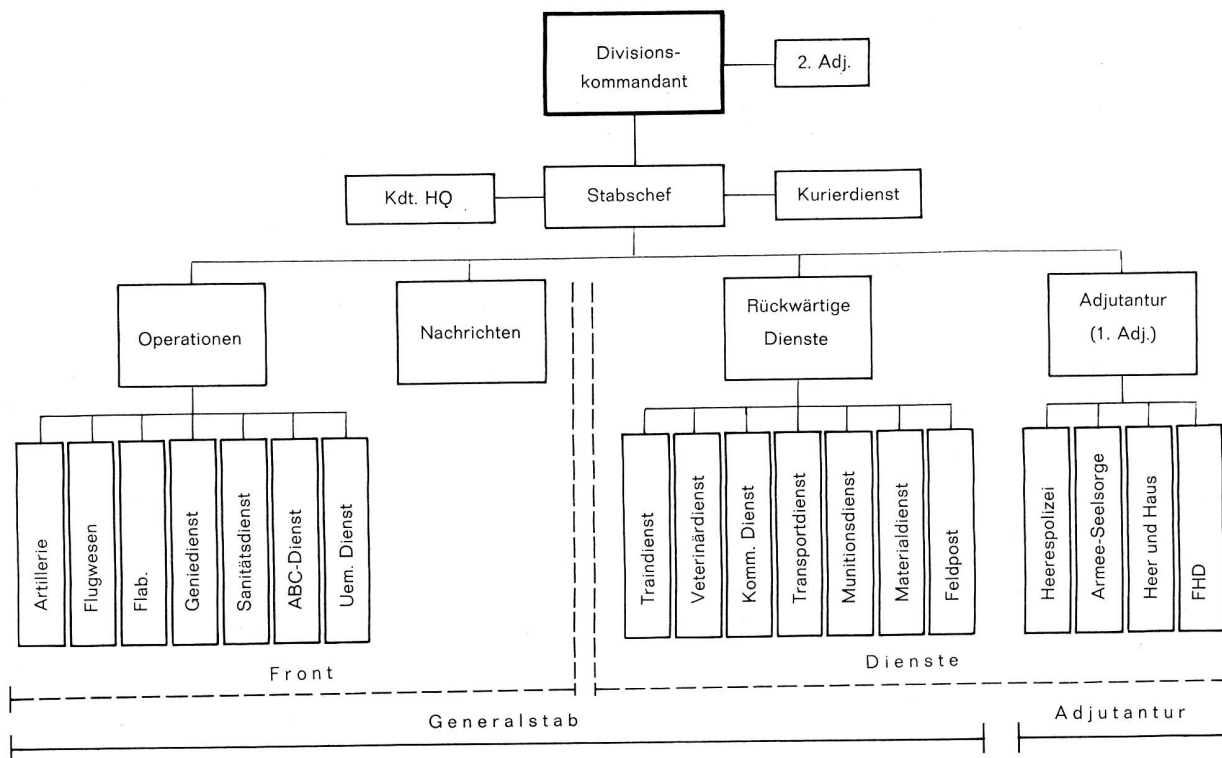 Divisions-
kommandant
2. Adj.
Kdt. HQ
Stabschef
Kurierdienst
Operationen
Nachrichten
Rückwärtige
Dienste
Adjutantur
(1. Adj.)
Artillerie
Flugwesen
Flab.
Geniedienst
Sanitätsdienst
ABC-Dienst
Uem. Dienst
Traindienst
Veterinärdienst
Komm. Dienst
Transportdienst
Munitionsdienst
Materialdienst
Feldpost
Heerespolizei
Armee-Seelsorge
Heer und Haus
FHD
Front
Dienste
Generalstab
Adjutantur